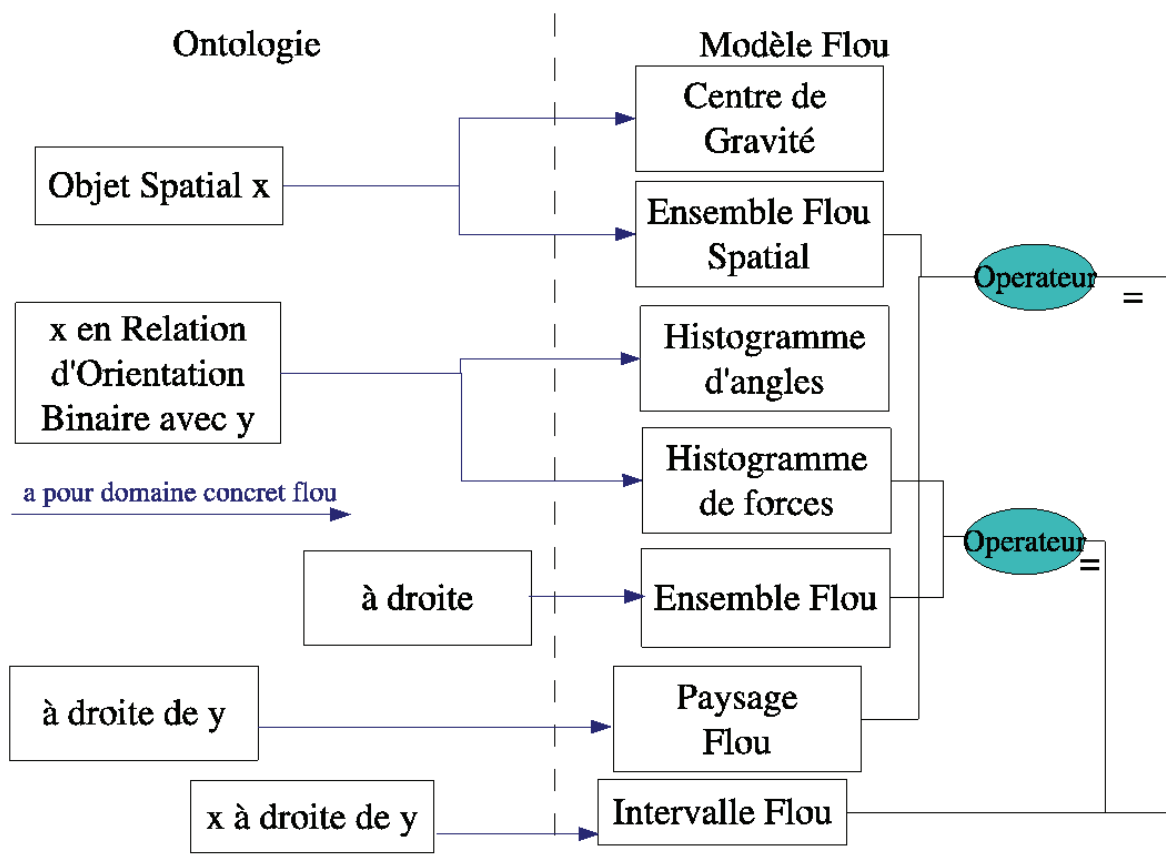 Ontologie
Modèle Flou
Centre de
Gravité
Objet Spatial x
Ensemble Flou
Spatial
Operateur
=
x en Relation
d'Orientation
Binaire avec y
Histogramme
d'angles
a pour domaine concret flou
Histogramme
de forces
Operateur
=
à droite
Ensemble Flou
à droite de y
Paysage
Flou
x à droite de y
Intervalle Flou